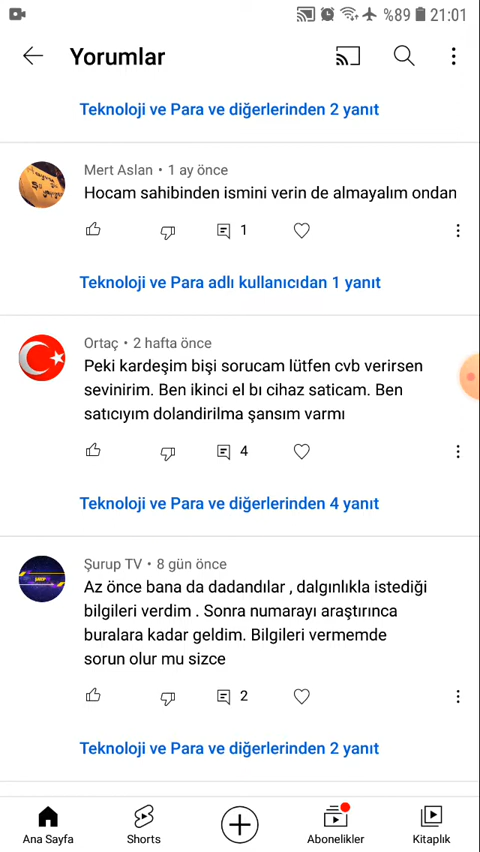 %89 21:01
Yorumlar
Teknoloji ve Para ve diğerlerinden 2 yanıt
Mert Aslan • 1 ay önce
Hocam sahibinden ismini verin de almayalım ondan
1
Teknoloji ve Para adlı kullanıcıdan 1 yanıt
Ortaç • 2 hafta önce
Peki kardeşim bişi sorucam lütfen cvb verirsen
sevinirim. Ben ikinci el bı cihaz saticam. Ben
satıcıyım dolandirilma şansım varmı
4
Teknoloji ve Para ve diğerlerinden 4 yanıt
Şurup TV • 8 gün önce
Az önce bana da dadandılar , dalgınlıkla istediği
bilgileri verdim . Sonra numarayı araştırınca
buralara kadar geldim. Bilgileri vermemde
sorun olur mu sizce
2
Teknoloji ve Para ve diğerlerinden 2 yanıt
Ana Sayfa Shorts Abonelikler Kitaplık